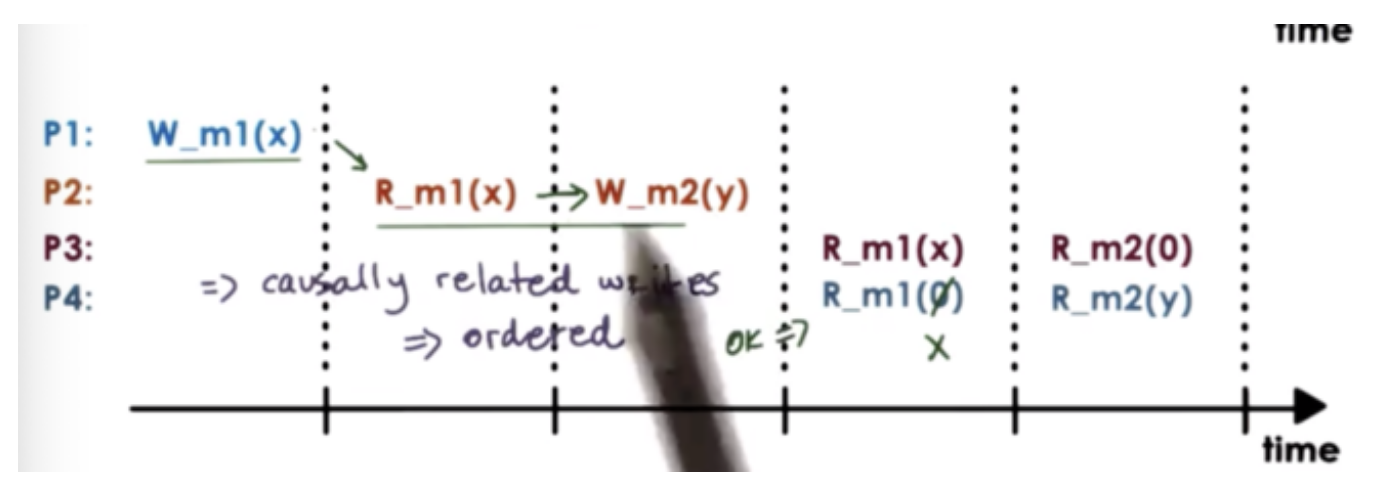 time
P1: W_m1(x)
P2: R_m1(x) → W_m2(y)
P3: R_m1(x) R_m2(0)
=> causally related writes
P4: R_m1(0) R_m2(y)
=> ordered OK => x
time